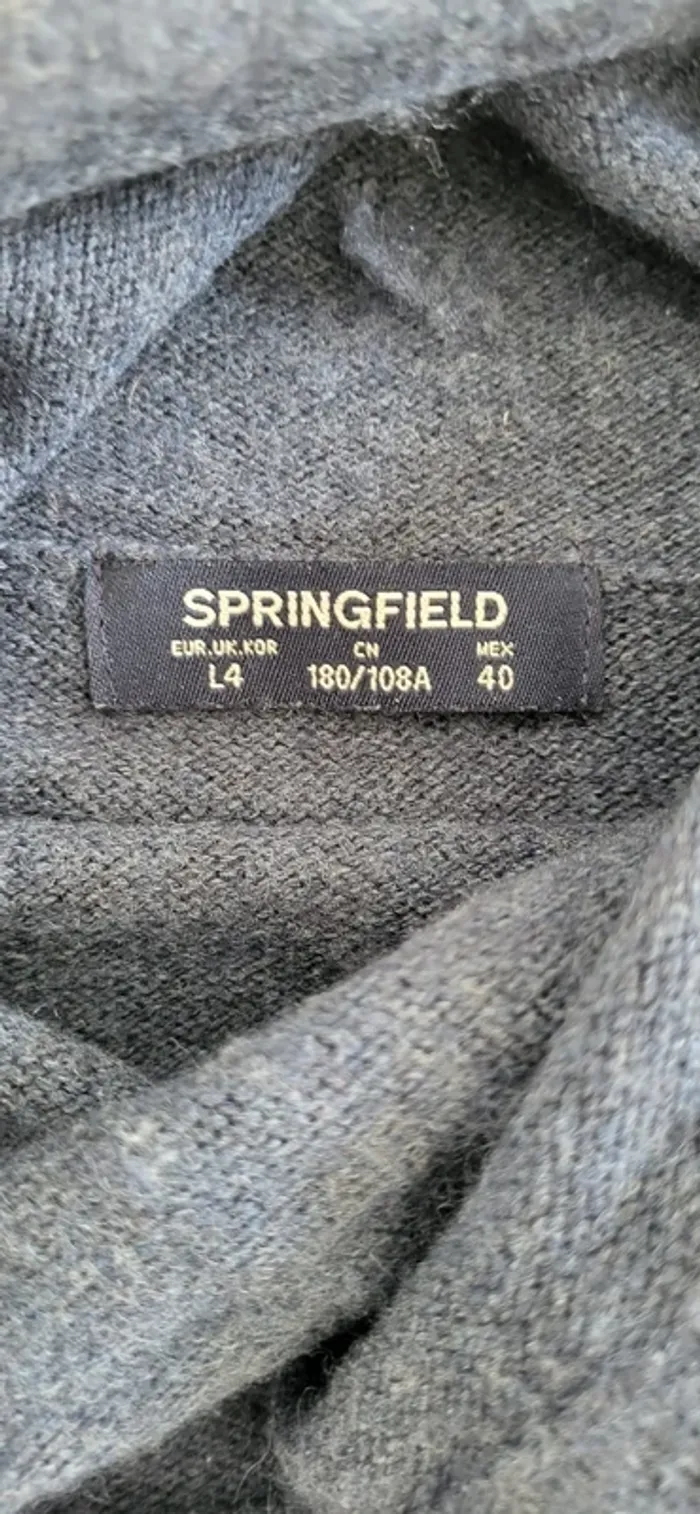 SPRINGFIELD
EUR.UK.KOR CN MEX
L4 180/108A 40